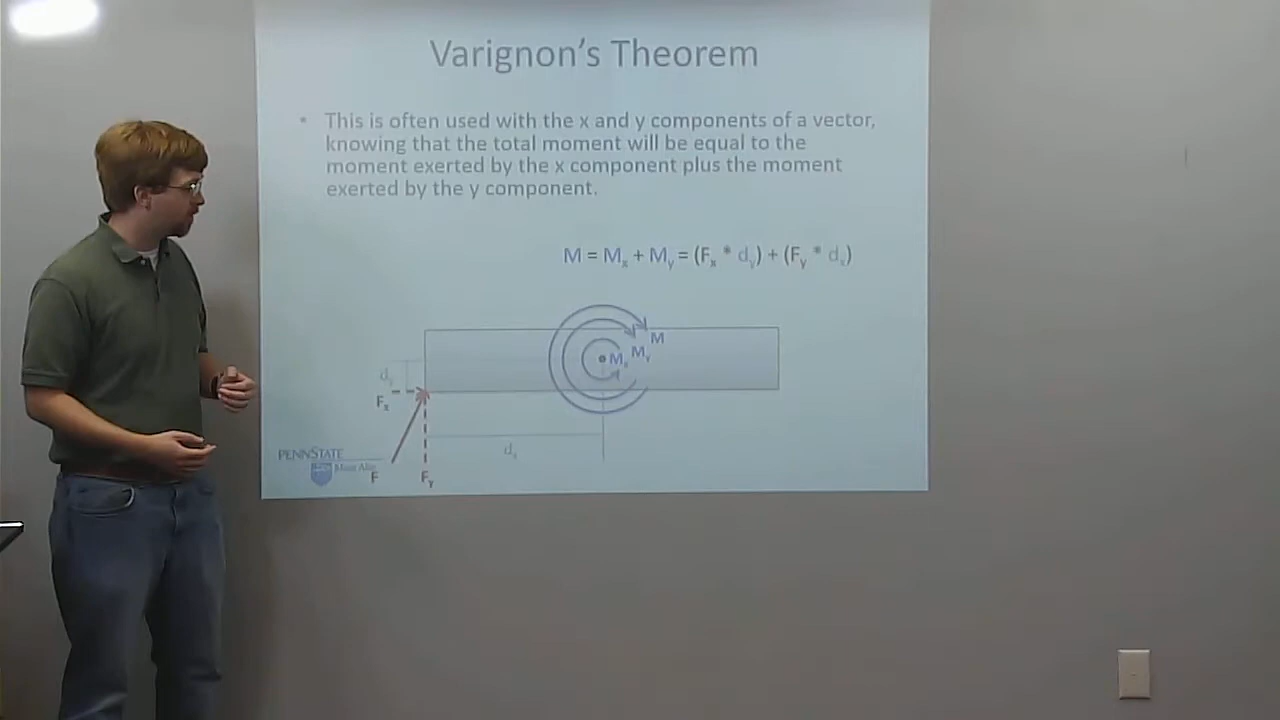 Varignon's Theorem
• This is often used with the x and y components of a vector,
knowing that the total moment will be equal to the
moment exerted by the x component plus the moment
exerted by the y component.
M = Mx + My = (Fx * dy) + (Fy * dx)
M
My
Mx
dy
Fx
dx
PENNSTATE
Mont Alto
F
Fy